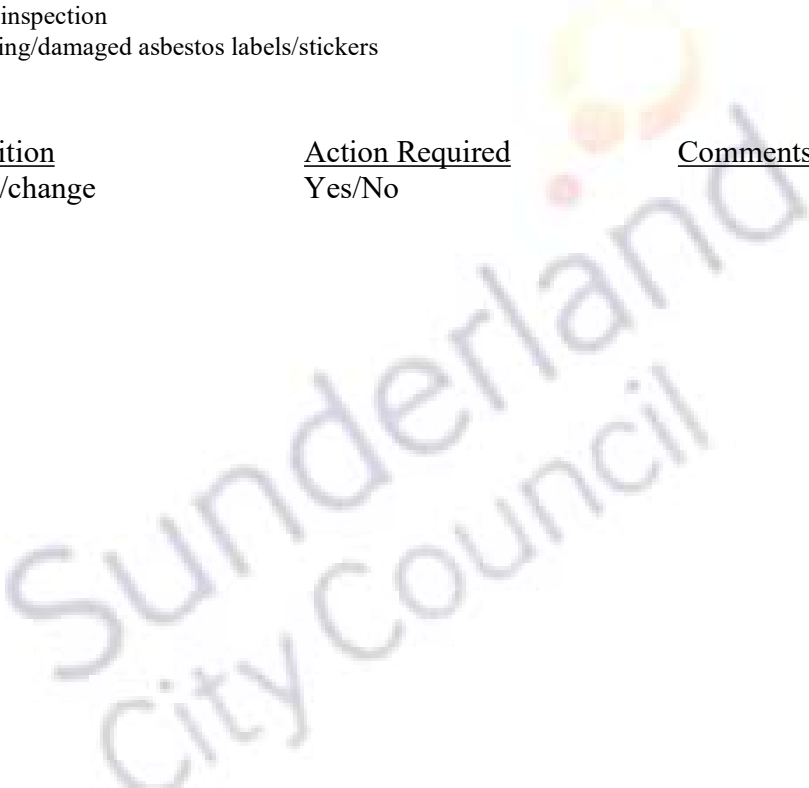 inspection
ing/damaged asbestos labels/stickers
ition Action Required Comments
/change Yes/No
Sunderland
City Council